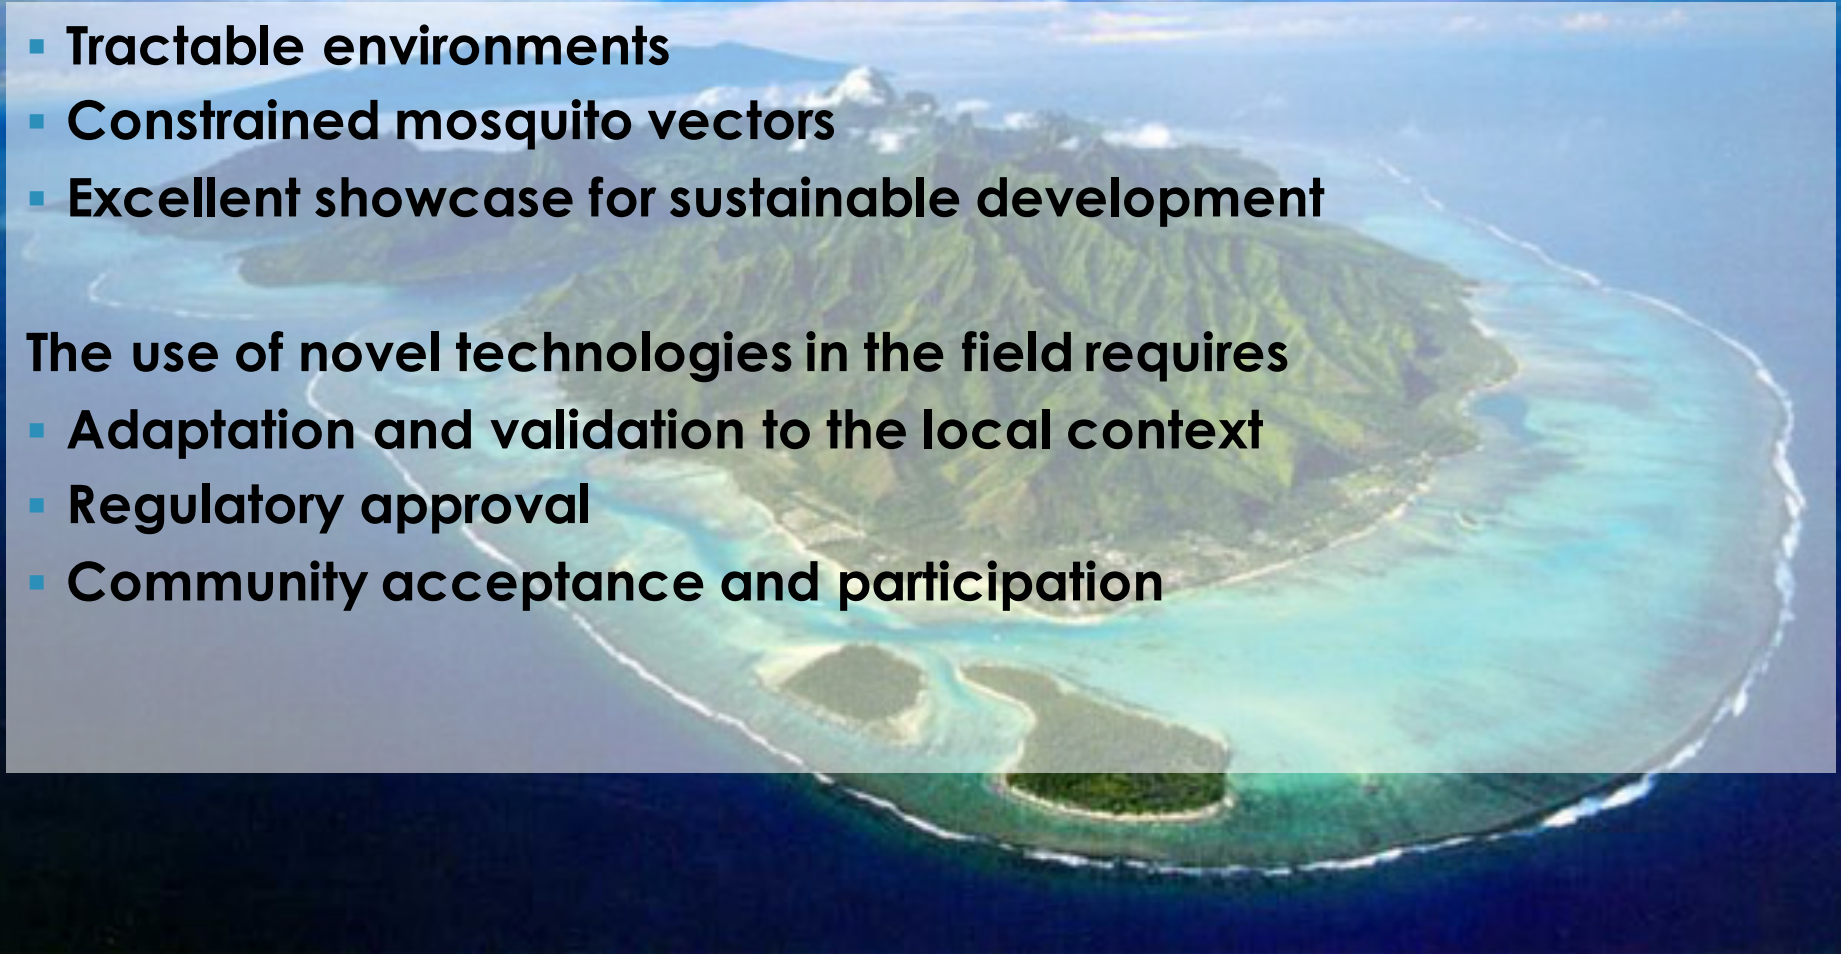 ▪ Tractable environments
▪ Constrained mosquito vectors
▪ Excellent showcase for sustainable development
The use of novel technologies in the field requires
▪ Adaptation and validation to the local context
▪ Regulatory approval
▪ Community acceptance and participation